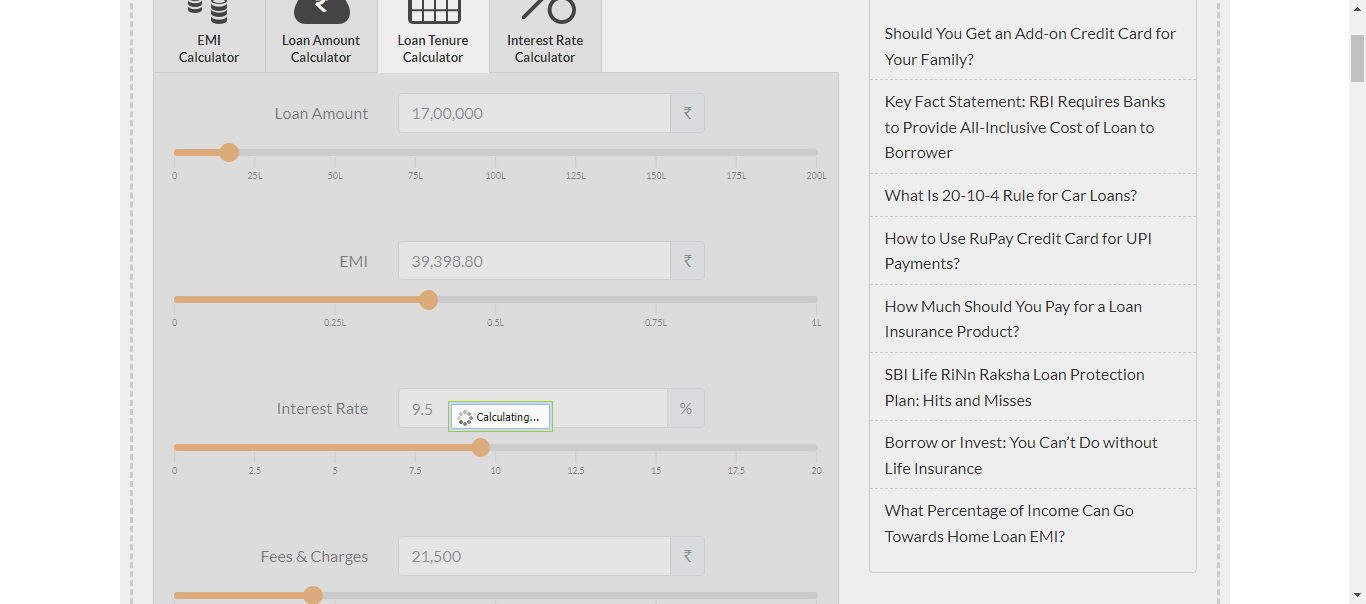 EMI
Calculator
Loan Amount
Calculator
Loan Tenure
Calculator
Interest Rate
Calculator
Loan Amount
17,00,000
₹
0 25L 50L 75L 100L 125L 150L 175L 200L
EMI
39,398.80
₹
0 0.25L 0.5L 0.75L 1L
Interest Rate
9.5
%
Calculating...
0 2.5 5 7.5 10 12.5 15 17.5 20
Fees & Charges
21,500
₹
Should You Get an Add-on Credit Card for
Your Family?
Key Fact Statement: RBI Requires Banks
to Provide All-Inclusive Cost of Loan to
Borrower
What Is 20-10-4 Rule for Car Loans?
How to Use RuPay Credit Card for UPI
Payments?
How Much Should You Pay for a Loan
Insurance Product?
SBI Life RiNn Raksha Loan Protection
Plan: Hits and Misses
Borrow or Invest: You Can’t Do without
Life Insurance
What Percentage of Income Can Go
Towards Home Loan EMI?